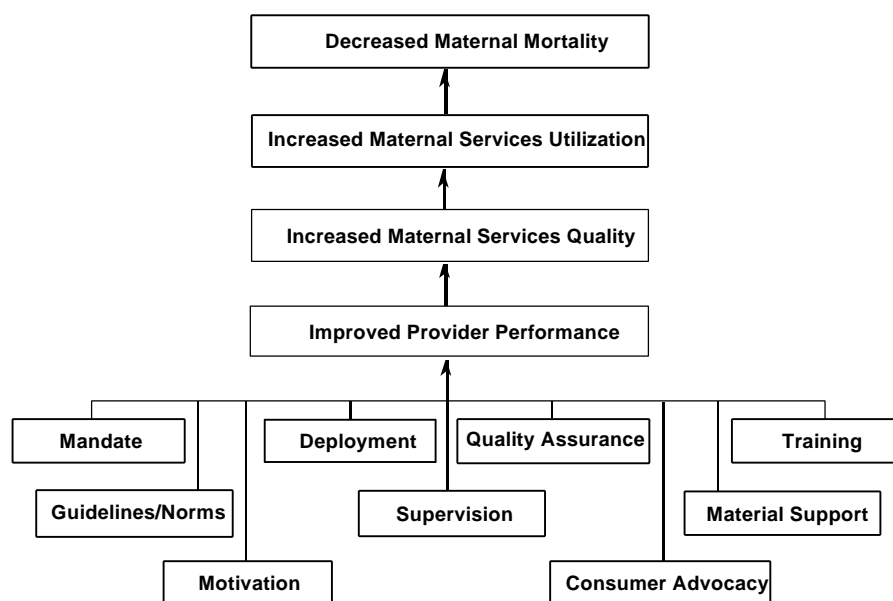 Decreased Maternal Mortality
Increased Maternal Services Utilization
Increased Maternal Services Quality
Improved Provider Performance
Mandate
Deployment
Quality Assurance
Training
Guidelines/Norms
Supervision
Material Support
Motivation
Consumer Advocacy